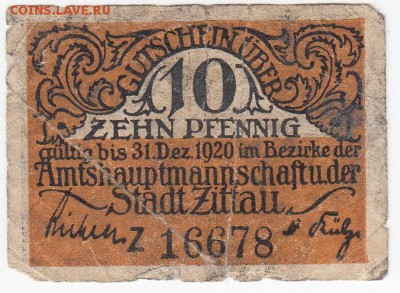 COINS.LAVE.RU
GUTSCHEIN ÜBER
10
ZEHN PFENNIG
gültig bis 31. Dez. 1920 im Bezirke der
Amtshauptmannschaft u. der
Stadt Zittau.
Z 16678